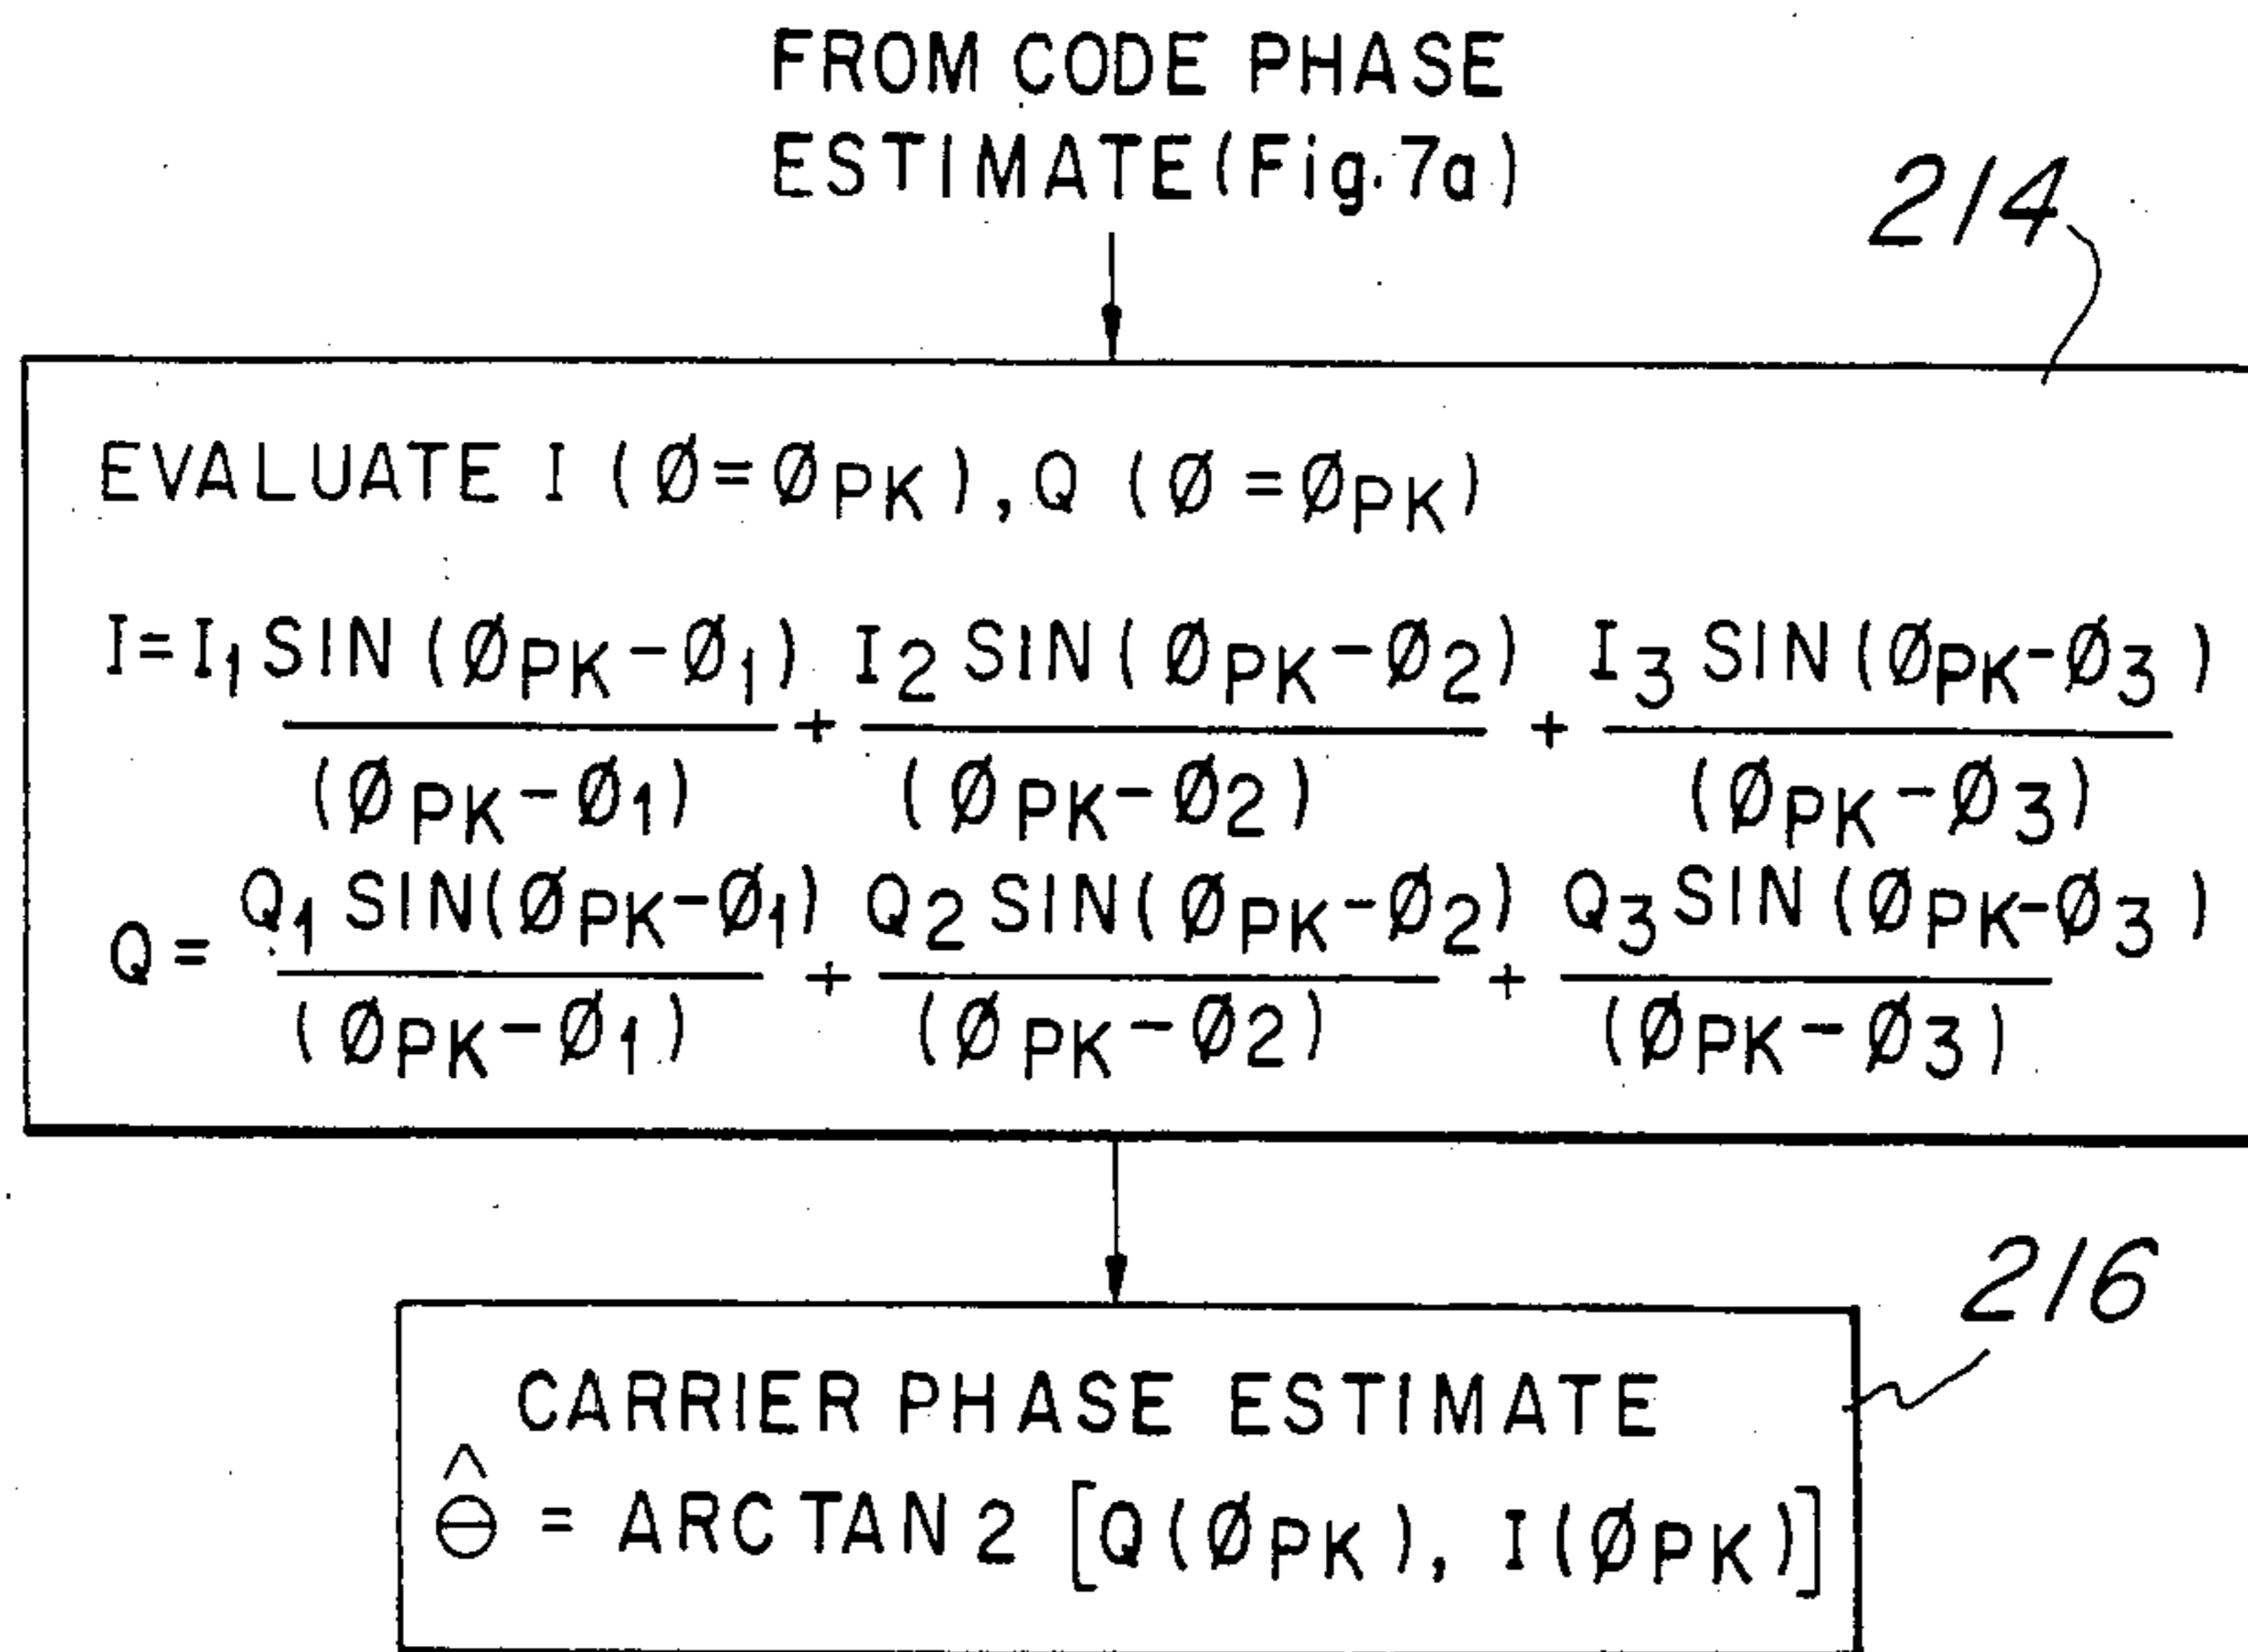 FROM CODE PHASE
ESTIMATE (Fig. 7a)
214
EVALUATE I (Ø=ØPK), Q (Ø=ØPK)
I= I1 SIN (ØPK-Ø1) I2 SIN (ØPK-Ø2) I3 SIN (ØPK-Ø3)
+ +
(ØPK-Ø1) (ØPK-Ø2) (ØPK-Ø3)
Q1 SIN(ØPK-Ø1) Q2 SIN(ØPK-Ø2) Q3 SIN (ØPK-Ø3)
Q= + +
(ØPK-Ø1) (ØPK-Ø2) (ØPK-Ø3)
216
CARRIER PHASE ESTIMATE
θ̂ = ARC TAN 2 [Q(ØPK), I(ØPK)]